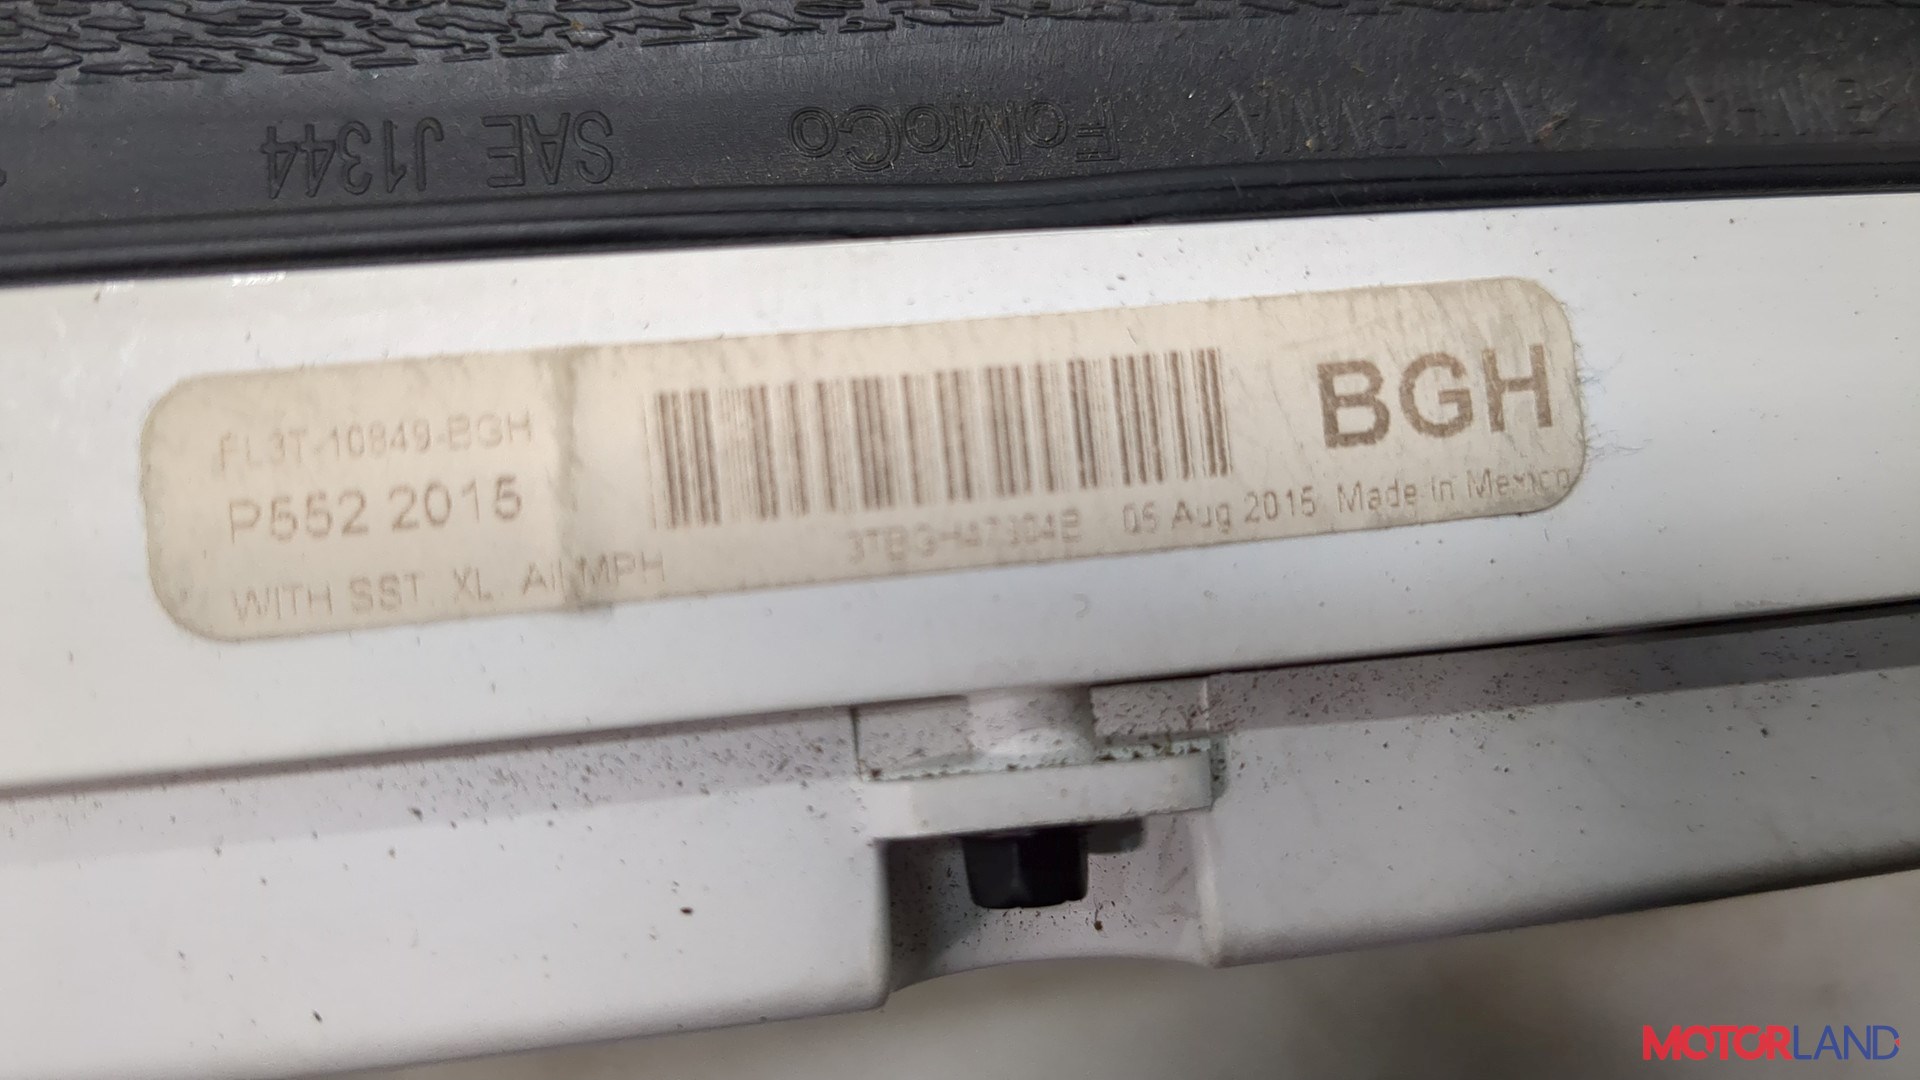 SAE J1344
FoMoCo
FL3T-10849-BGH
P552 2015
WITH SST XL All MPH
BGH
05 Aug 2015 Made in Mexico
MOTORLAND